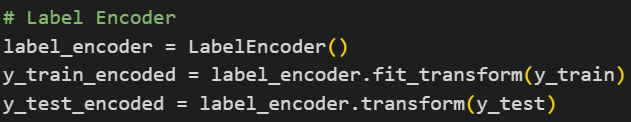 # Label Encoder
label_encoder = LabelEncoder()
y_train_encoded = label_encoder.fit_transform(y_train)
y_test_encoded = label_encoder.transform(y_test)